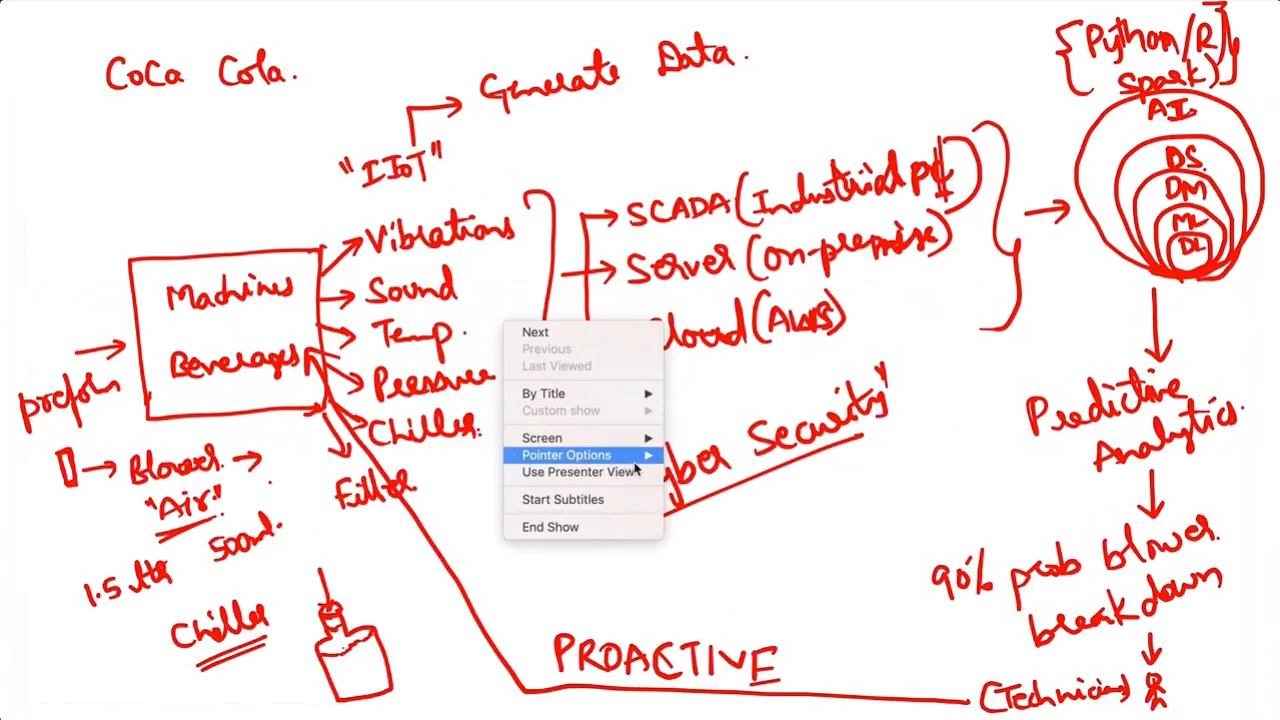 CoCa Cola.
Generate Data.
"IIoT"
{Python/R
Spark}
AI
DS
DM
ML
DL
Vibrations
Sound
Temp.
Pressure
Chiller.
Filter
SCADA (Industrial PC)
Server (on-premise)
Cloud (AWS)
Machines
Beverages
preform
Blower
"Air"
1.5 ltr 500ml.
Chiller
Next
Previous
Last Viewed
By Title
Custom show
Screen
Pointer Options
Use Presenter View
Start Subtitles
End Show
yber Security"
Predictive
Analytics.
90% prob blower
breakdown
(Technician)
PROACTIVE